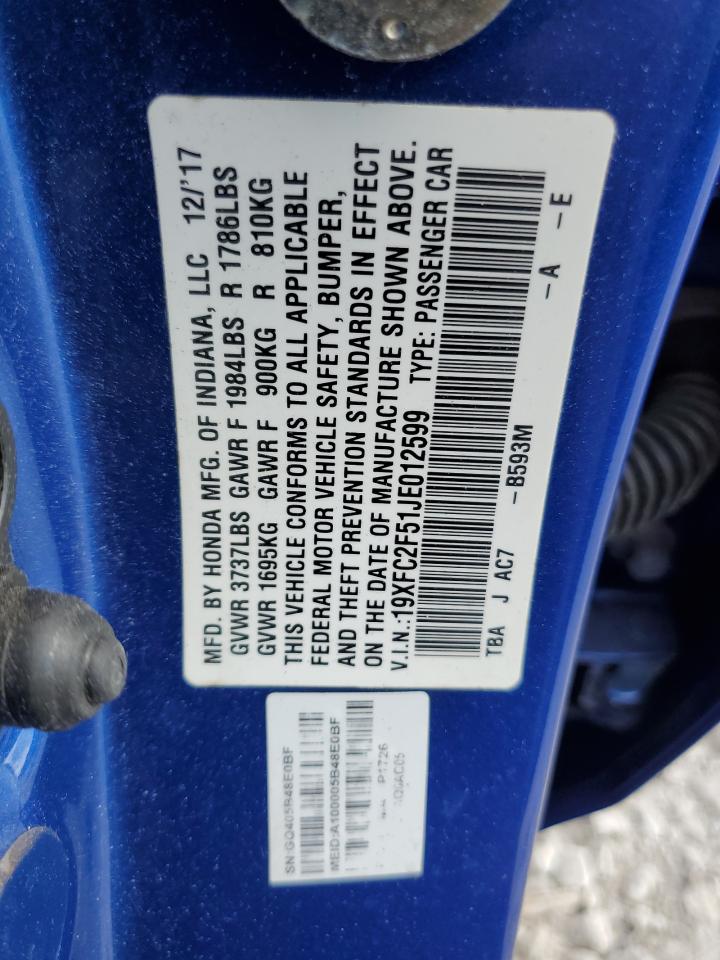 MFD. BY HONDA MFG. OF INDIANA, LLC 12/'17
GVWR 3737LBS GAWR F 1984LBS R 1786LBS
GVWR 1695KG GAWR F 900KG R 810KG
THIS VEHICLE CONFORMS TO ALL APPLICABLE
FEDERAL MOTOR VEHICLE SAFETY, BUMPER,
AND THEFT PREVENTION STANDARDS IN EFFECT
ON THE DATE OF MANUFACTURE SHOWN ABOVE.
V.I.N.:19XFC2F51JE012599 TYPE: PASSENGER CAR
TBA J AC7 -B593M -A -E
SN:GQ405B48E0BF
MEID:A100005B48E0BF
P1726